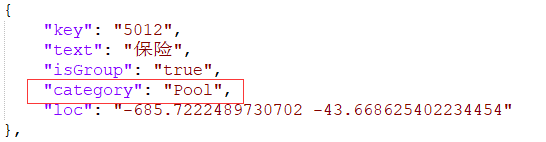 {
"key": "5012",
"text": "保险",
"isGroup": "true",
"category": "Pool",
"loc": "-685.7222489730702 -43.668625402234454"
},